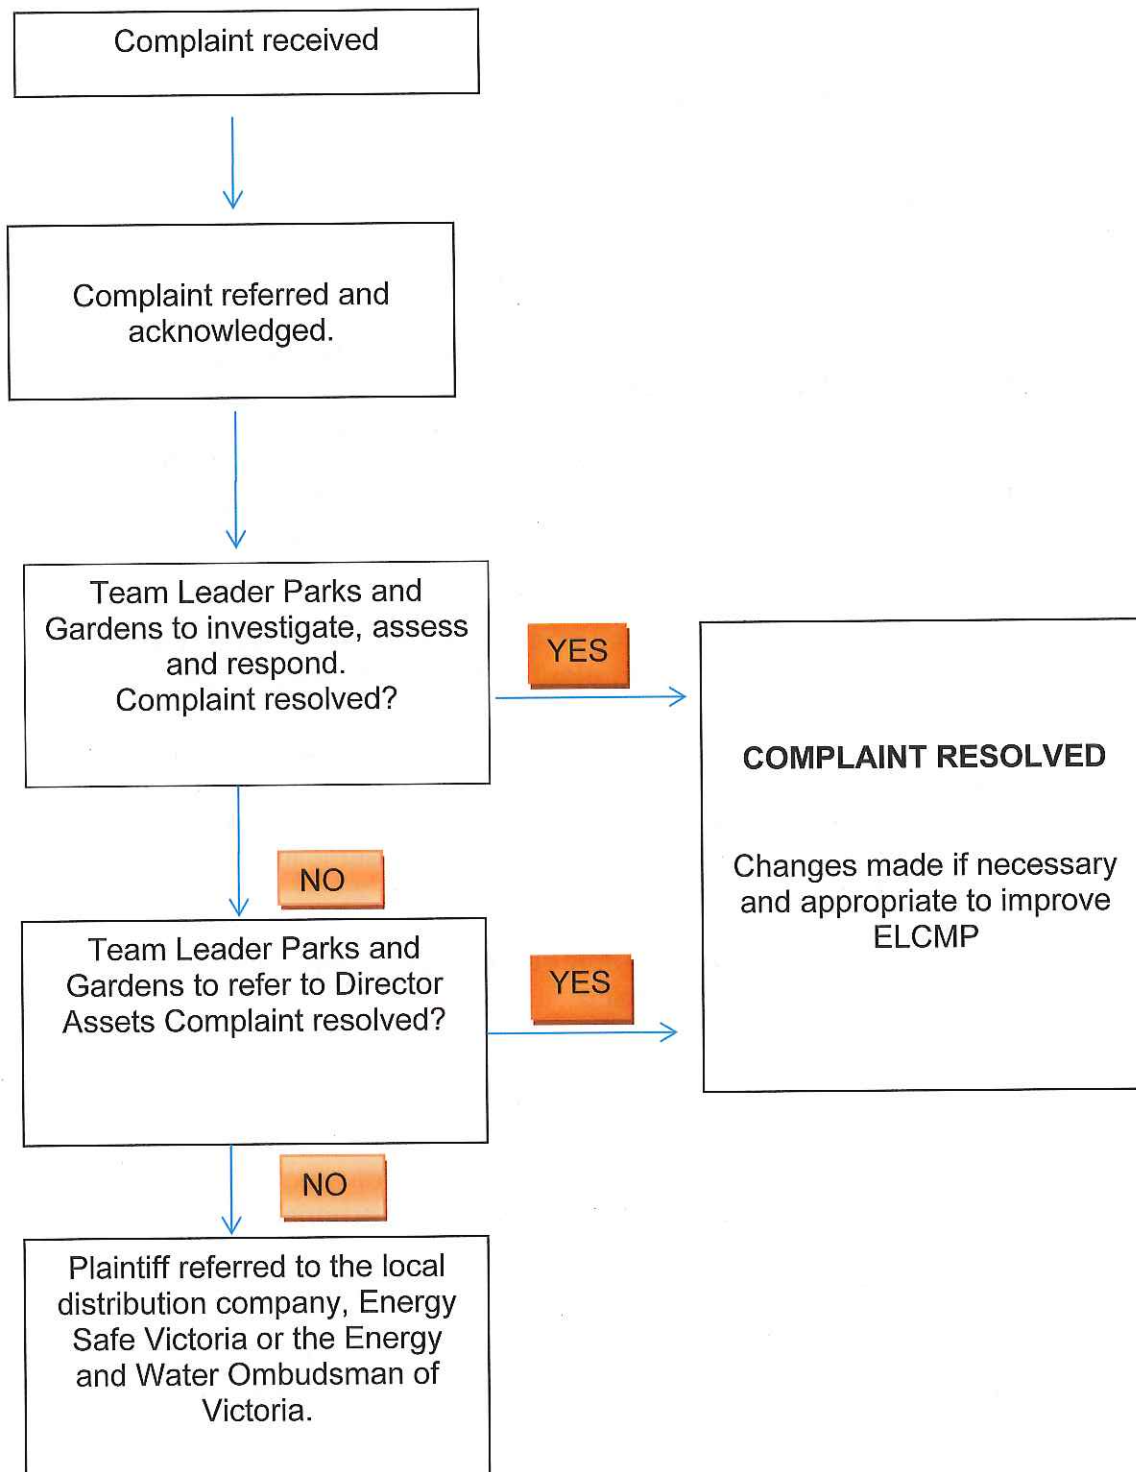 Complaint received
Complaint referred and
acknowledged.
Team Leader Parks and
Gardens to investigate, assess
and respond.
Complaint resolved?
YES
NO
Team Leader Parks and
Gardens to refer to Director
Assets Complaint resolved?
YES
COMPLAINT RESOLVED
Changes made if necessary
and appropriate to improve
ELCMP
NO
Plaintiff referred to the local
distribution company, Energy
Safe Victoria or the Energy
and Water Ombudsman of
Victoria.